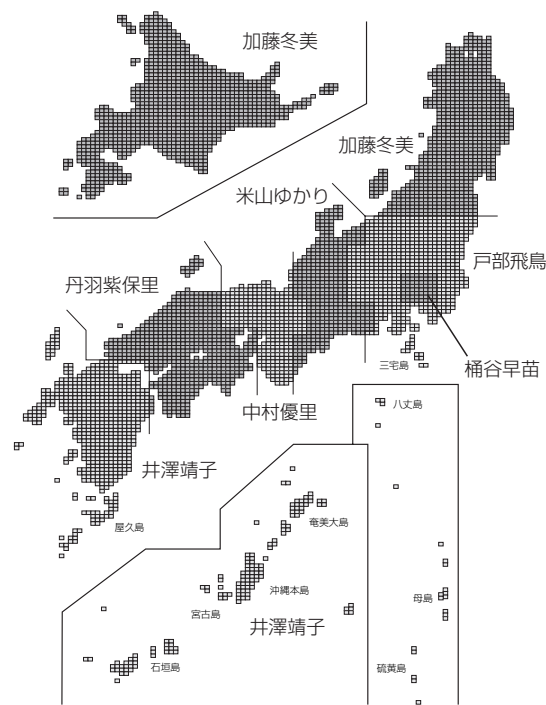 加藤冬美
加藤冬美
米山ゆかり
戸部飛鳥
丹羽紫保里
三宅島
桶谷早苗
八丈島
中村優里
井澤靖子
屋久島
奄美大島
沖縄本島
母島
宮古島
井澤靖子
石垣島
硫黄島